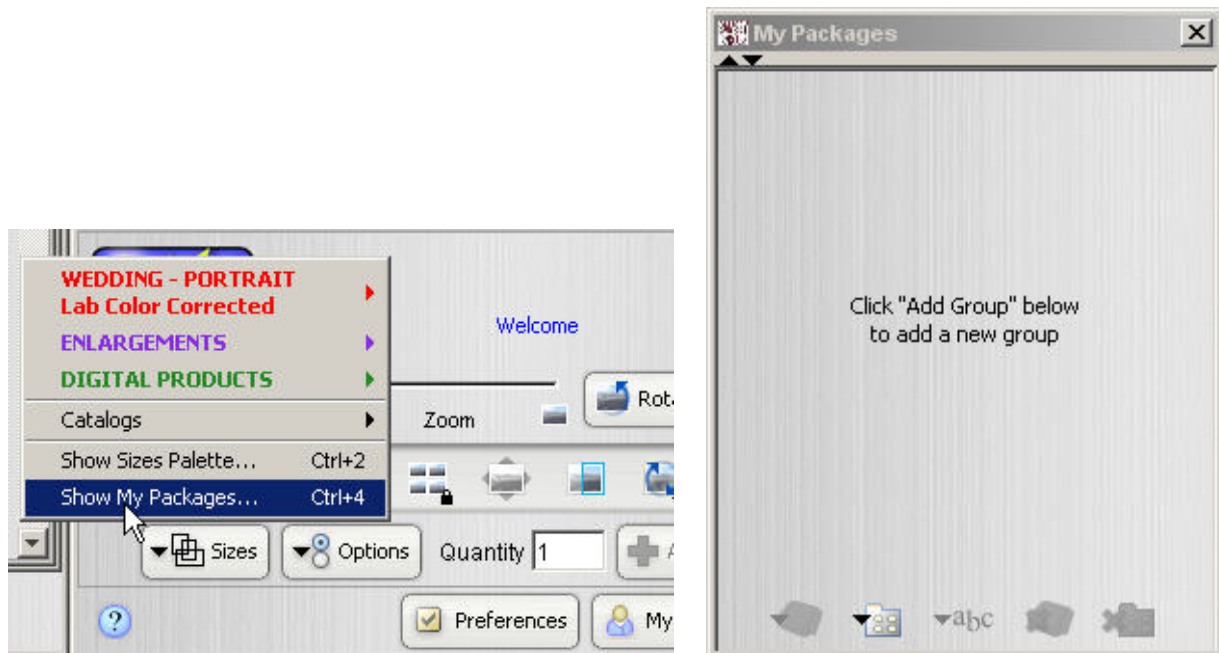 WEDDING - PORTRAIT
Lab Color Corrected
ENLARGEMENTS
DIGITAL PRODUCTS
Catalogs
Show Sizes Palette... Ctrl+2
Show My Packages... Ctrl+4
Welcome
Zoom
Rot
Sizes
Options
Quantity 1
?
Preferences
My
My Packages
Click "Add Group" below
to add a new group
abc